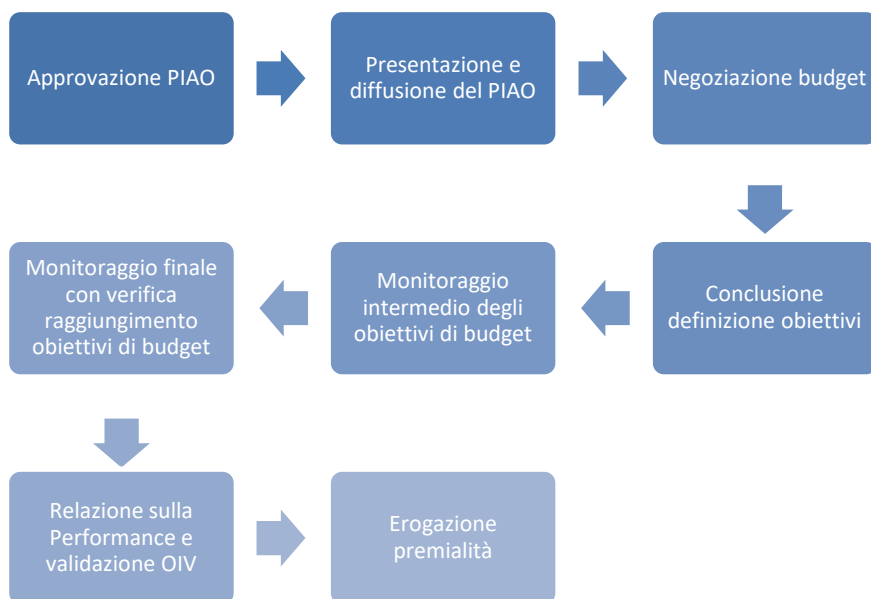 Approvazione PIAO
Presentazione e
diffusione del PIAO
Negoziazione budget
Conclusione
definizione obiettivi
Monitoraggio
intermedio degli
obiettivi di budget
Monitoraggio finale
con verifica
raggiungimento
obiettivi di budget
Relazione sulla
Performance e
validazione OIV
Erogazione
premialità